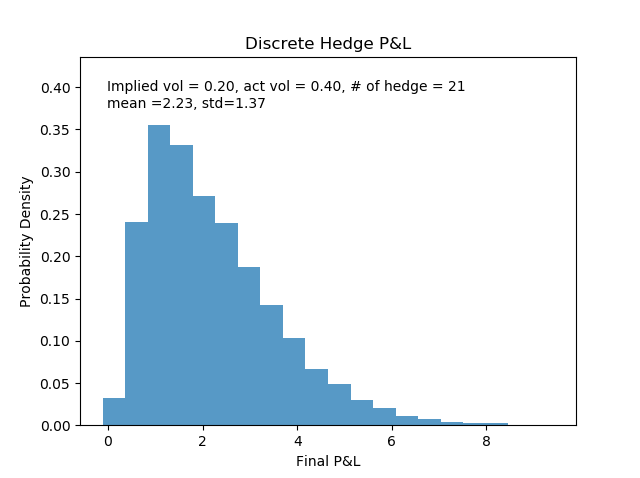 Discrete Hedge P&L
Implied vol = 0.20, act vol = 0.40, # of hedge = 21
mean =2.23, std=1.37
Probability Density
0.40
0.35
0.30
0.25
0.20
0.15
0.10
0.05
0.00
0
2
4
6
8
Final P&L